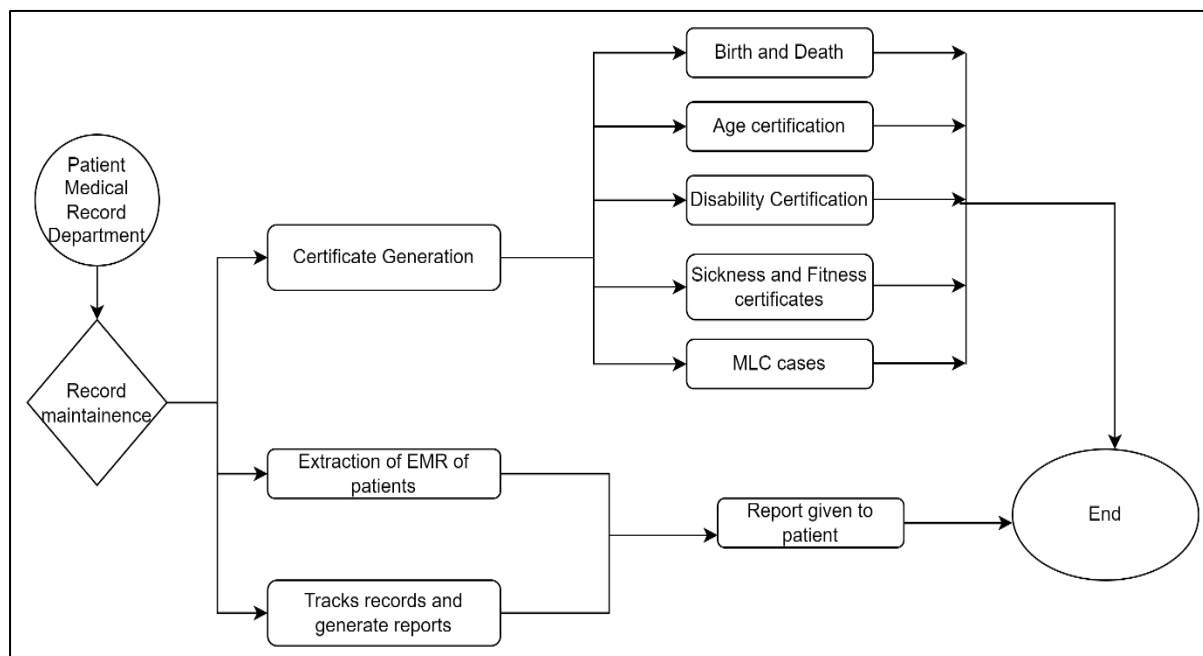 Patient
Medical
Record
Department
Record
maintainence
Certificate Generation
Birth and Death
Age certification
Disability Certification
Sickness and Fitness
certificates
MLC cases
Extraction of EMR of
patients
Tracks records and
generate reports
Report given to
patient
End